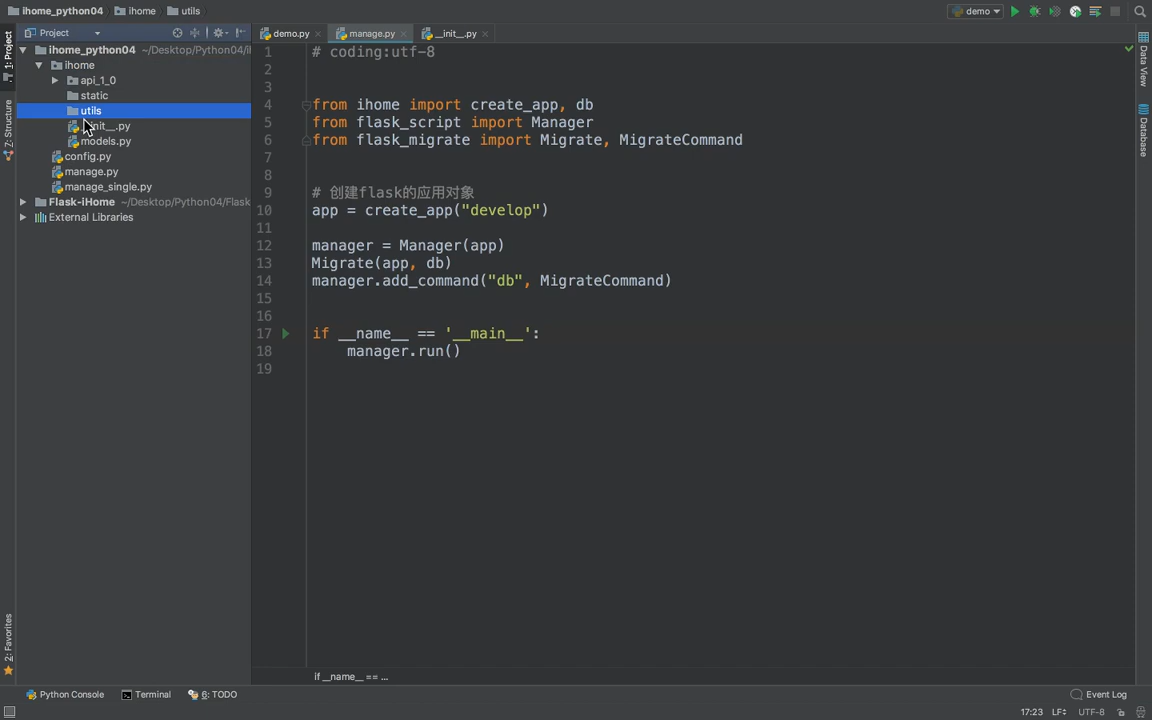 ihome_python04 ihome utils
demo
Project
demo.py manage.py __init__.py
ihome_python04 ~/Desktop/Python04/il
ihome
api_1_0
static
utils
init__.py
models.py
config.py
manage.py
manage_single.py
Flask-iHome ~/Desktop/Python04/Flask
External Libraries
1: Project
7: Structure
2: Favorites
1 # coding:utf-8
2
3
4 from ihome import create_app, db
5 from flask_script import Manager
6 from flask_migrate import Migrate, MigrateCommand
7
8
9 # 创建flask的应用对象
10 app = create_app("develop")
11
12 manager = Manager(app)
13 Migrate(app, db)
14 manager.add_command("db", MigrateCommand)
15
16
17 if __name__ == '__main__':
18 manager.run()
19
Data View
Database
if __name__ == ...
Python Console Terminal 6: TODO Event Log
17:23 LF UTF-8